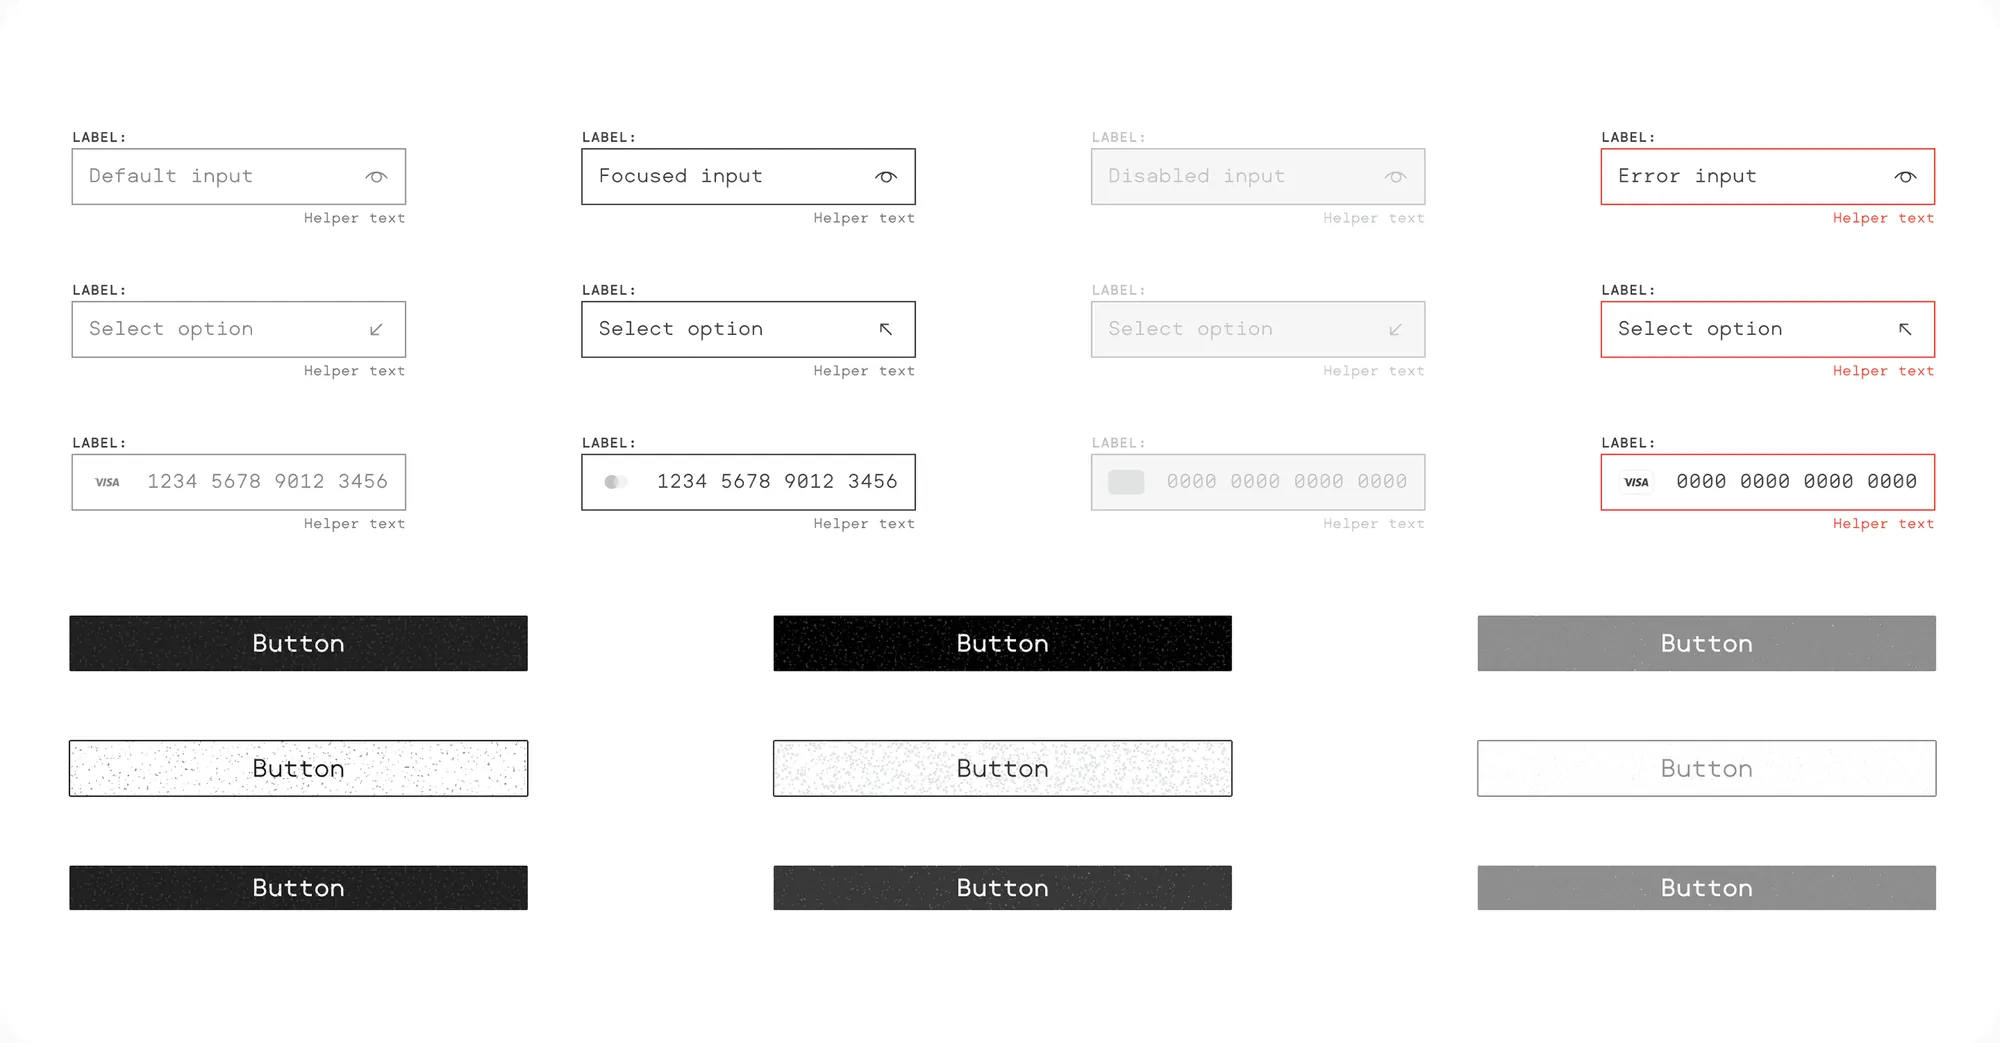 LABEL: LABEL: LABEL: LABEL:
Default input Focused input Disabled input Error input
Helper text Helper text Helper text Helper text
LABEL: LABEL: LABEL: LABEL:
Select option Select option Select option Select option
Helper text Helper text Helper text Helper text
LABEL: LABEL: LABEL: LABEL:
VISA 1234 5678 9012 3456 1234 5678 9012 3456 0000 0000 0000 0000 VISA 0000 0000 0000 0000
Helper text Helper text Helper text Helper text
Button Button Button
Button Button Button
Button Button Button